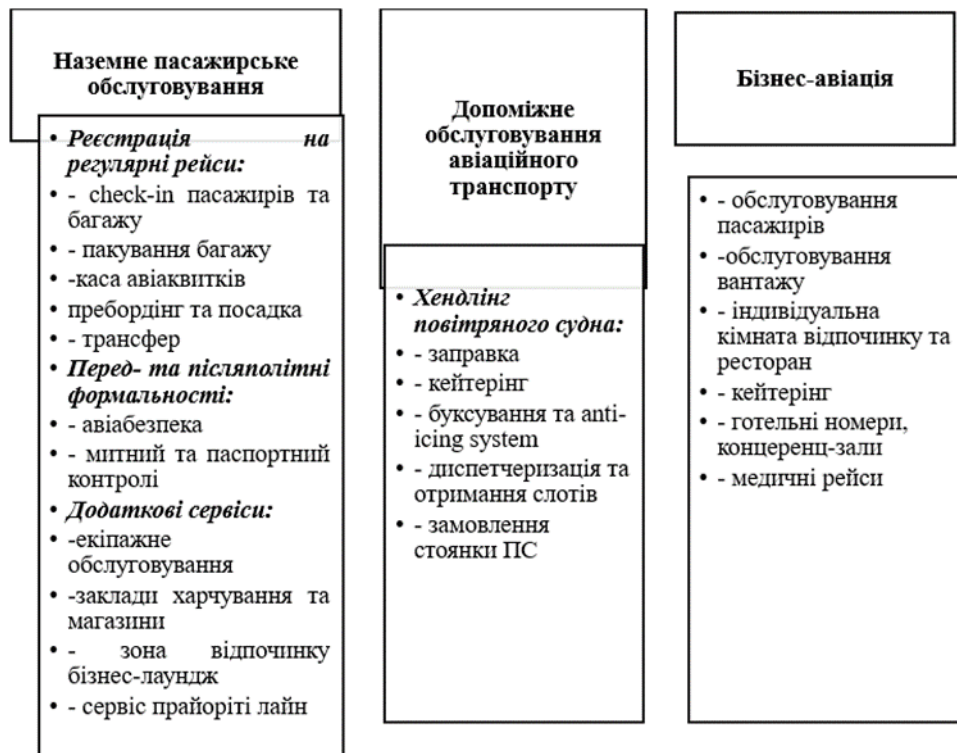 Наземне пасажирське
обслуговування
• Реєстрація на
регулярні рейси:
• - check-in пасажирів та
багажу
• - пакування багажу
• -каса авіаквитків
• пребордінг та посадка
• - трансфер
• Перед- та післяполітні
формальності:
• - авіабезпека
• - митний та паспортний
контролі
• Додаткові сервіси:
• -екіпажне
обслуговування
• -заклади харчування та
магазини
• - зона відпочинку
бізнес-лаундж
• - сервіс прайоріті лайн
Допоміжне
обслуговування
авіаційного
транспорту
• Хендлінг
повітряного судна:
• - заправка
• - кейтерінг
• - буксування та anti-
icing system
• - диспетчеризація та
отримання слотів
• - замовлення
стоянки ПС
Бізнес-авіація
• - обслуговування
пасажирів
• -обслуговування
вантажу
• - індивідуальна
кімната відпочинку та
ресторан
• - кейтерінг
• - готельні номери,
концеренц-зали
• - медичні рейси